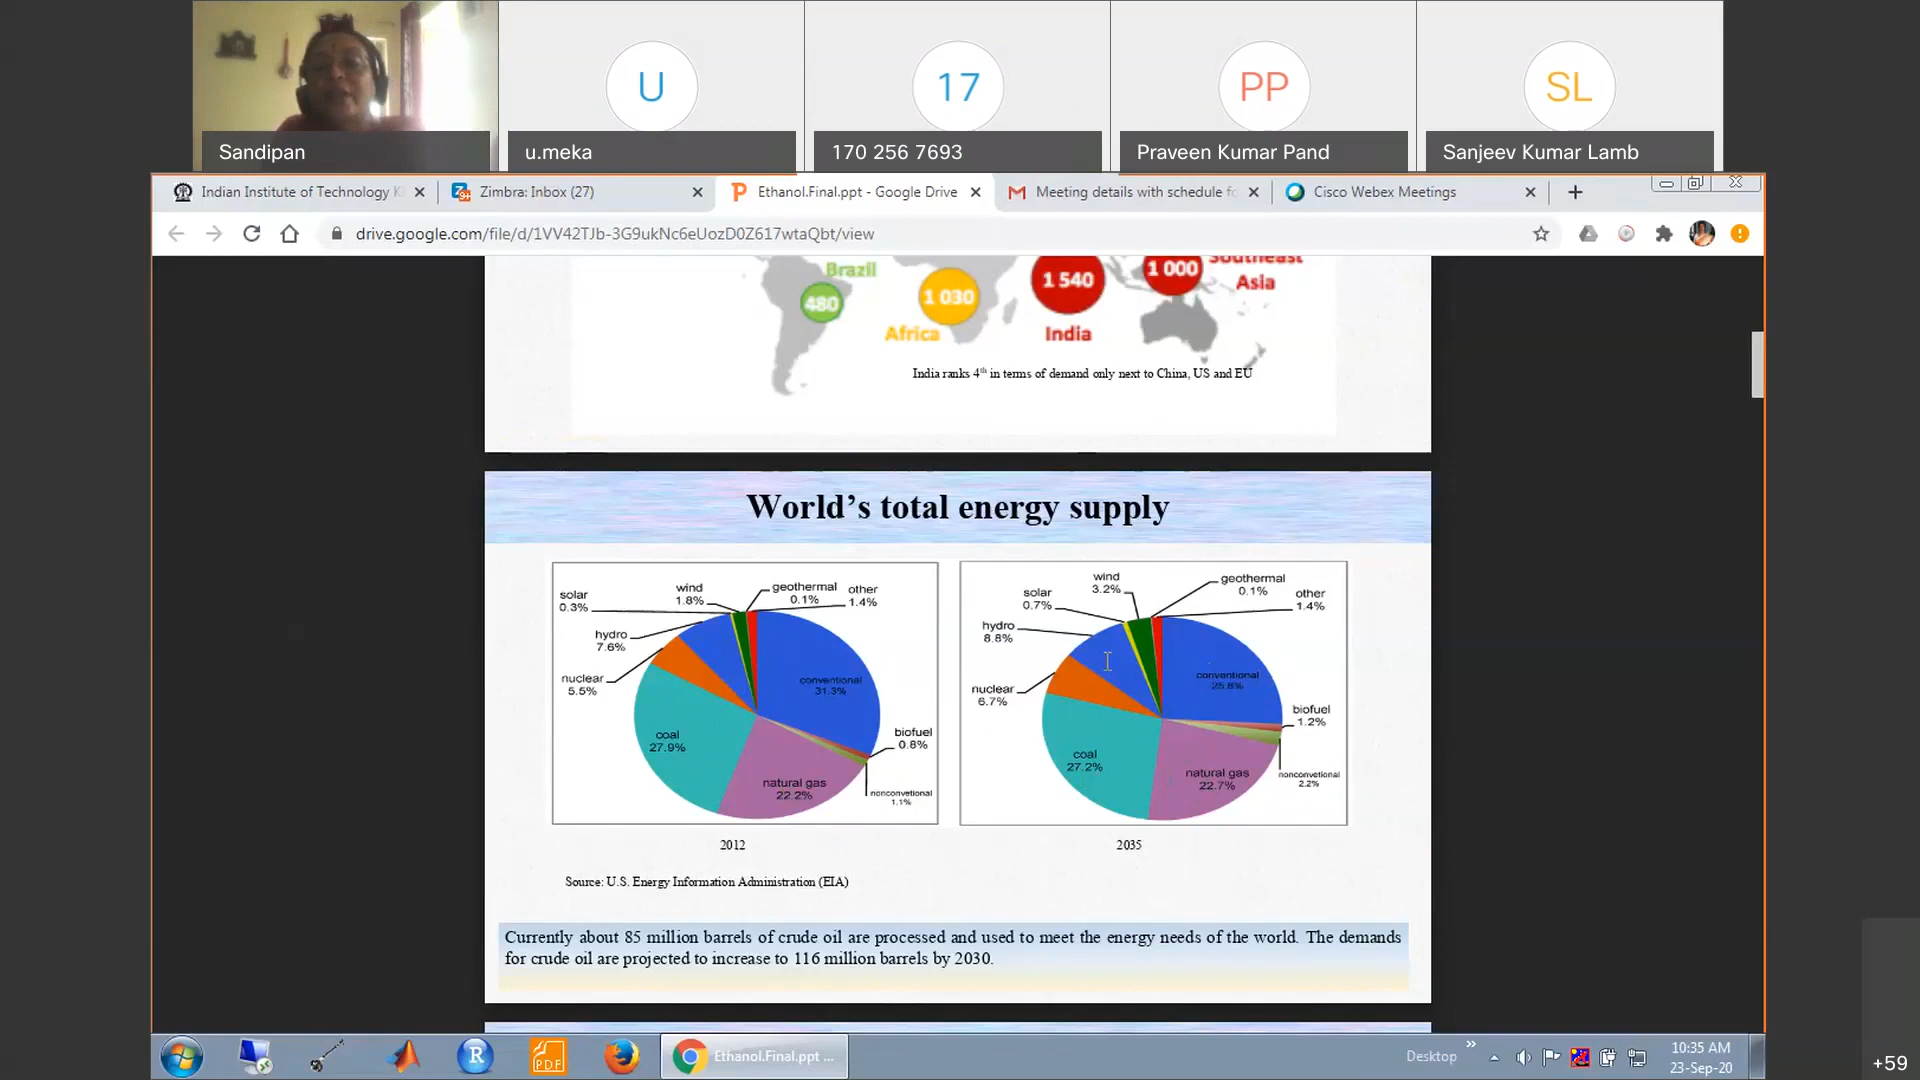 U
17
PP
SL
Sandipan
u.meka
170 256 7693
Praveen Kumar Pand
Sanjeev Kumar Lamb
Indian Institute of Technology K
Zimbra: Inbox (27)
Ethanol.Final.ppt - Google Drive
Meeting details with schedule fo
Cisco Webex Meetings
drive.google.com/file/d/1VV42TJb-3G9ukNc6eUozD0Z617wtaQbt/view
Brazil
480
1 030
Africa
1 540
India
1 000
Southeast
Asia
India ranks 4th in terms of demand only next to China, US and EU
World's total energy supply
solar
0.3%
wind
1.8%
geothermal
0.1%
other
1.4%
hydro
7.6%
nuclear
5.5%
conventional
31.3%
coal
27.9%
biofuel
0.8%
natural gas
22.2%
nonconvetional
1.1%
2012
wind
3.2%
geothermal
0.1%
solar
0.7%
other
1.4%
hydro
8.8%
nuclear
6.7%
conventional
25.8%
biofuel
1.2%
coal
27.2%
natural gas
22.7%
nonconvetional
2.2%
2035
Source: U.S. Energy Information Administration (EIA)
Currently about 85 million barrels of crude oil are processed and used to meet the energy needs of the world. The demands
for crude oil are projected to increase to 116 million barrels by 2030.
R
PDF
Ethanol.Final.ppt ...
Desktop
10:35 AM
23-Sep-20
+59